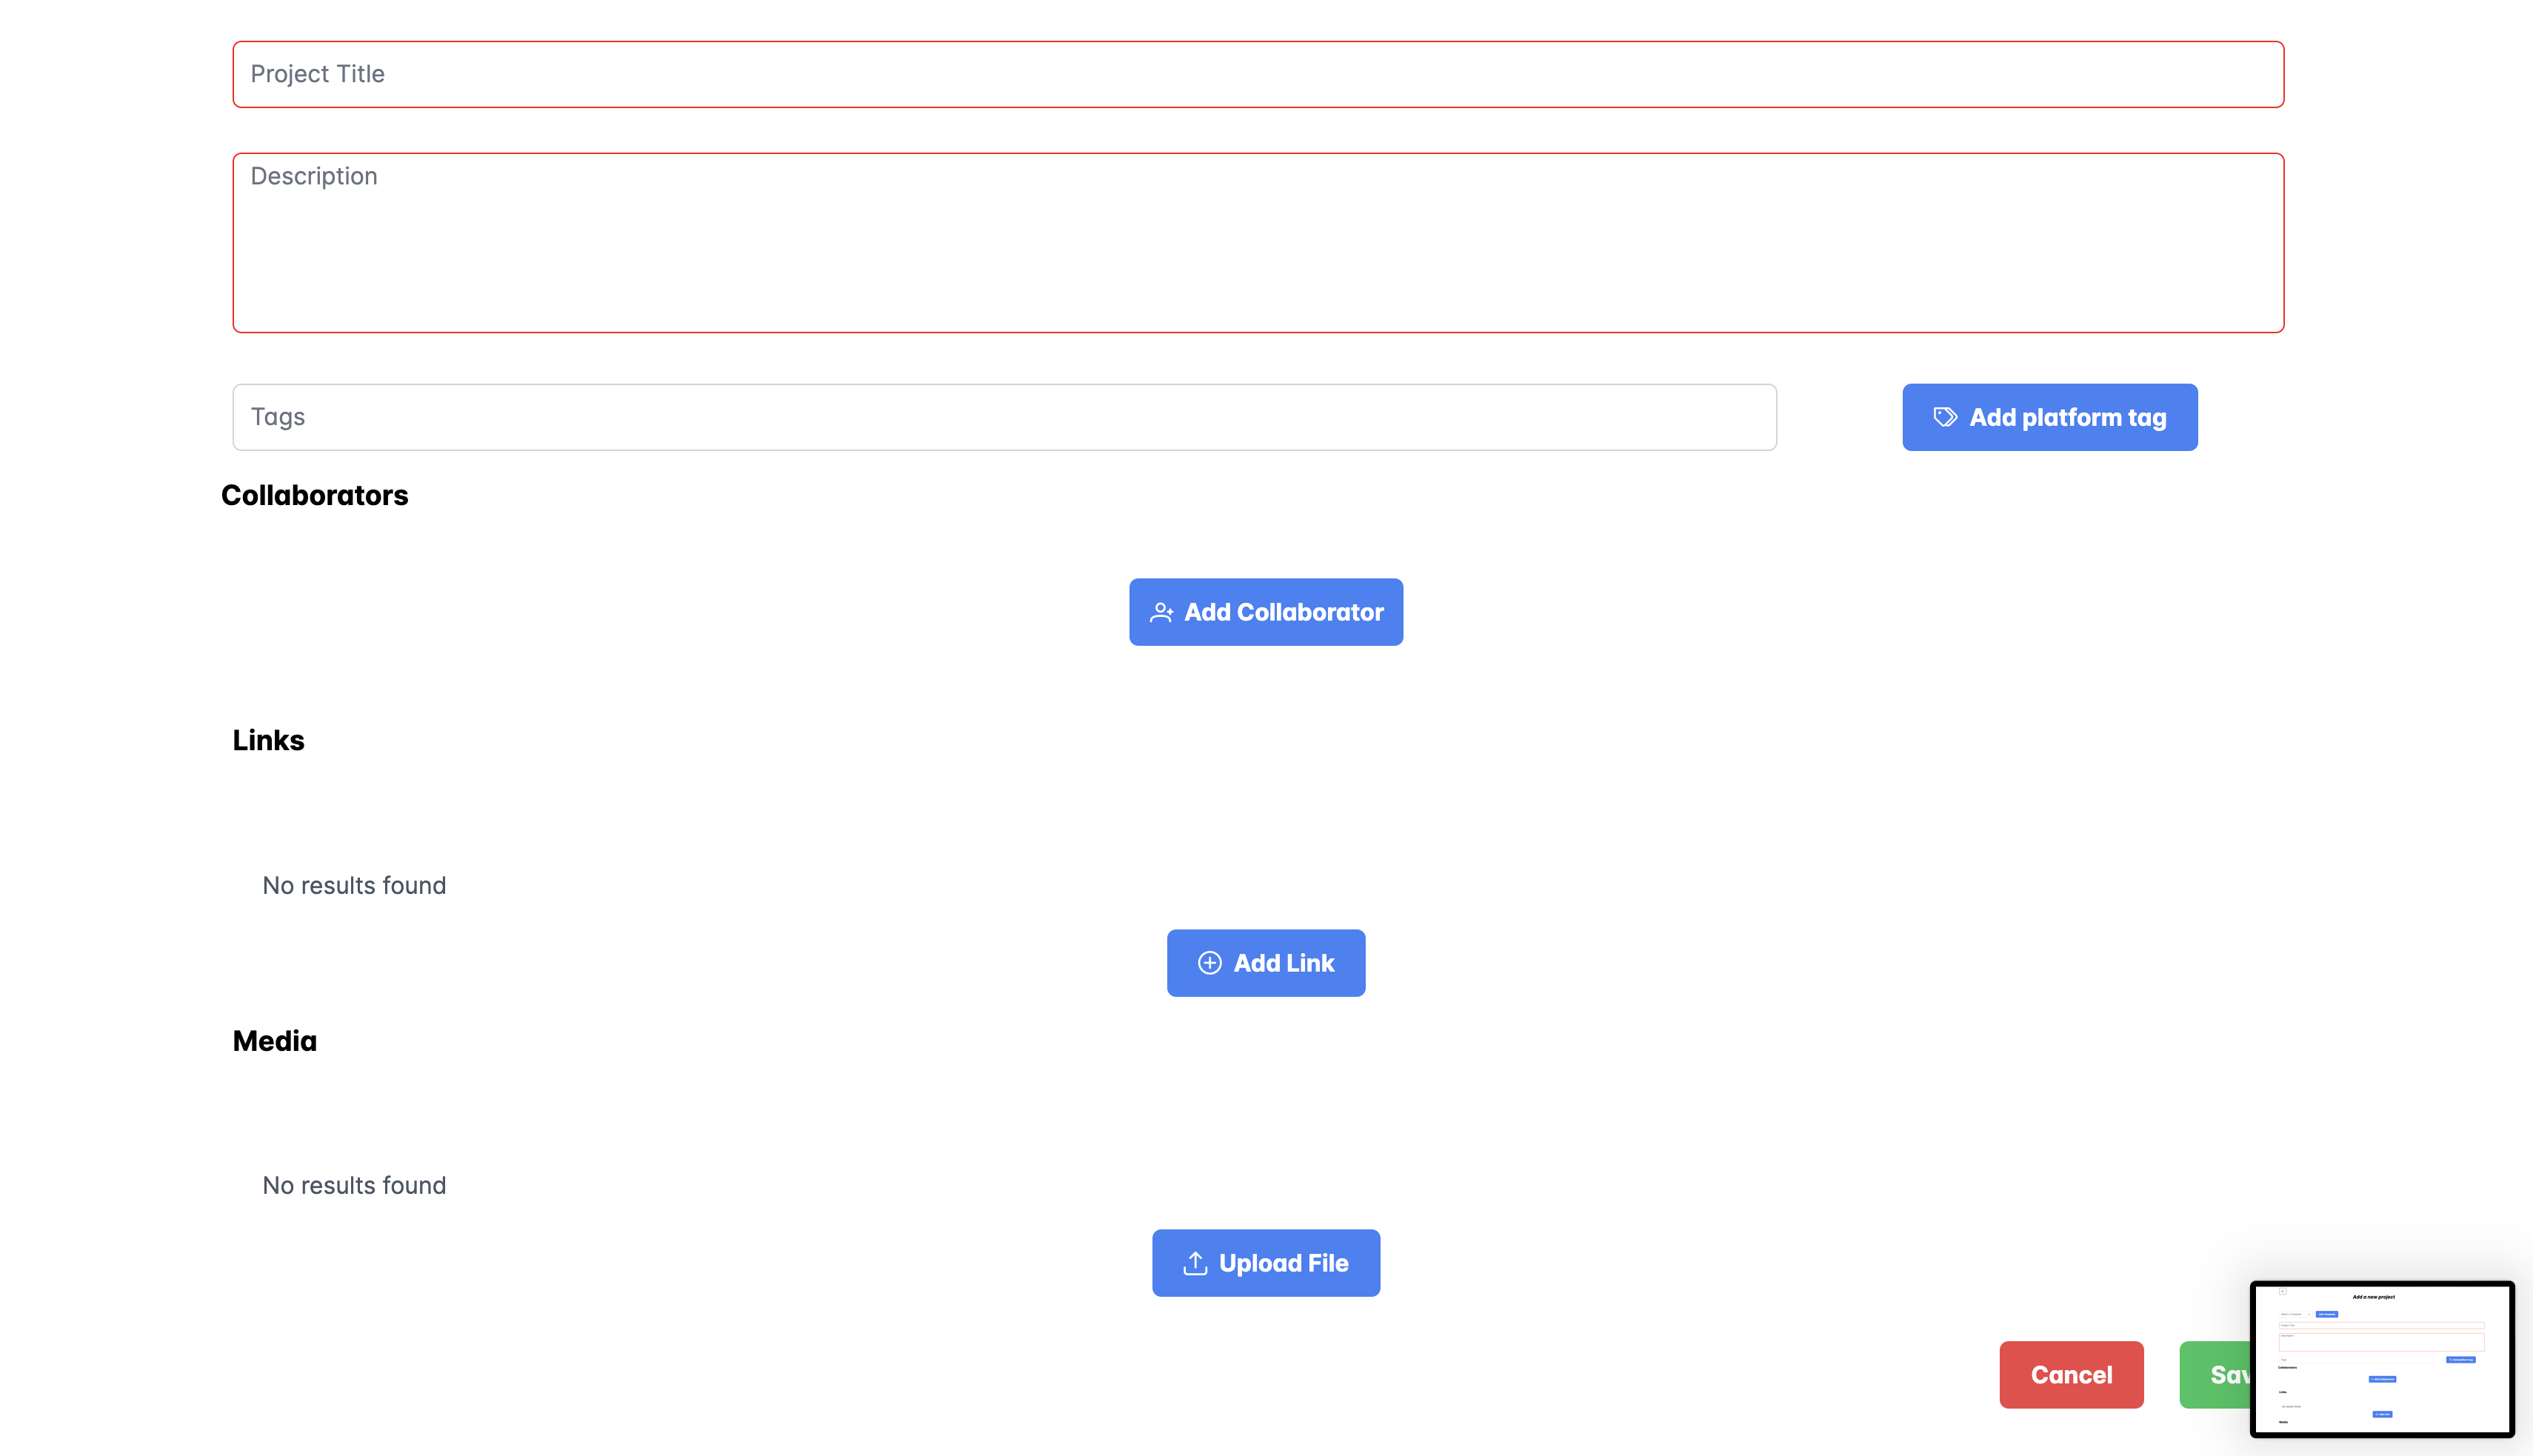 Project Title
Description
Tags
Add platform tag
Collaborators
Add Collaborator
Links
No results found
Add Link
Media
No results found
Upload File
Cancel
Add a new project